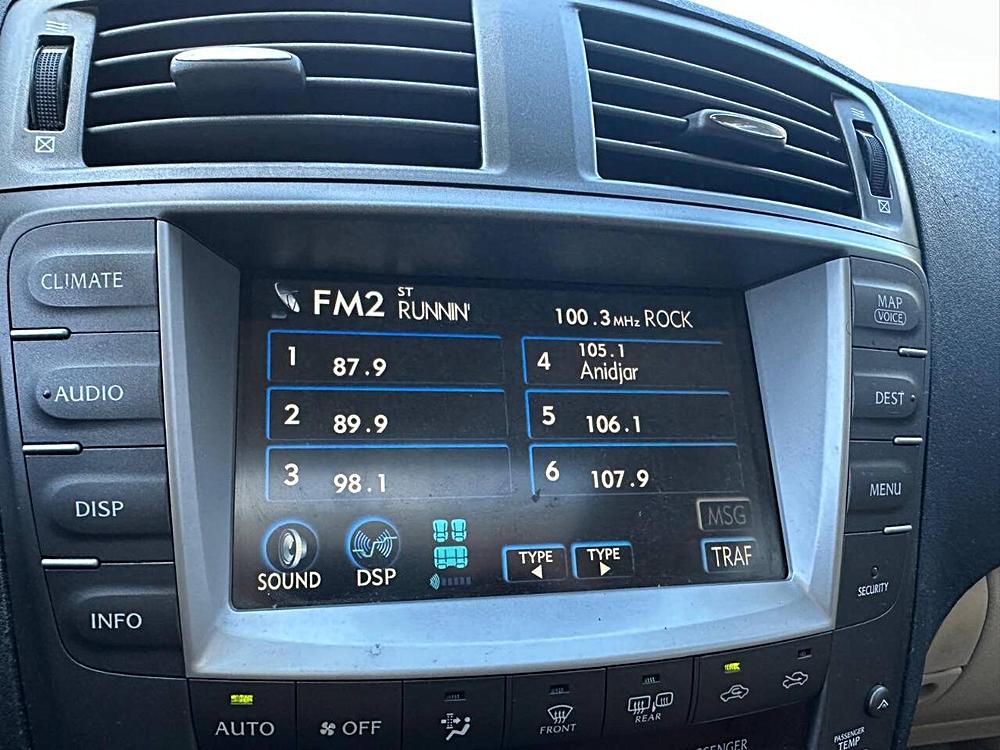 CLIMATE
AUDIO
DISP
INFO
FM2
ST
RUNNIN'
100.3MHz ROCK
1 87.9
2 89.9
3 98.1
4 105.1
Anidjar
5 106.1
6 107.9
MSG
SOUND
DSP
TYPE
TYPE
TRAF
MAP
VOICE
DEST
MENU
SECURITY
AUTO
OFF
FRONT
REAR
PASSENGER
PASSENGER
TEMP